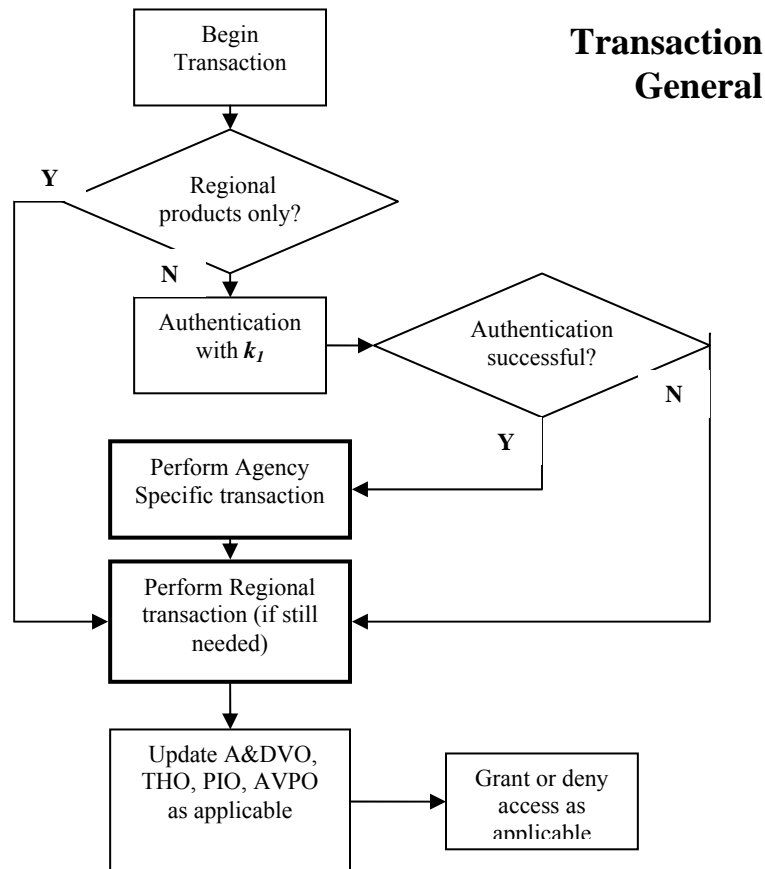 Transaction
General
Begin
Transaction
Y
Regional
products only?
N
Authentication
with k1
Authentication
successful?
N
Y
Perform Agency
Specific transaction
Perform Regional
transaction (if still
needed)
Update A&DVO,
THO, PIO, AVPO
as applicable
Grant or deny
access as
applicable